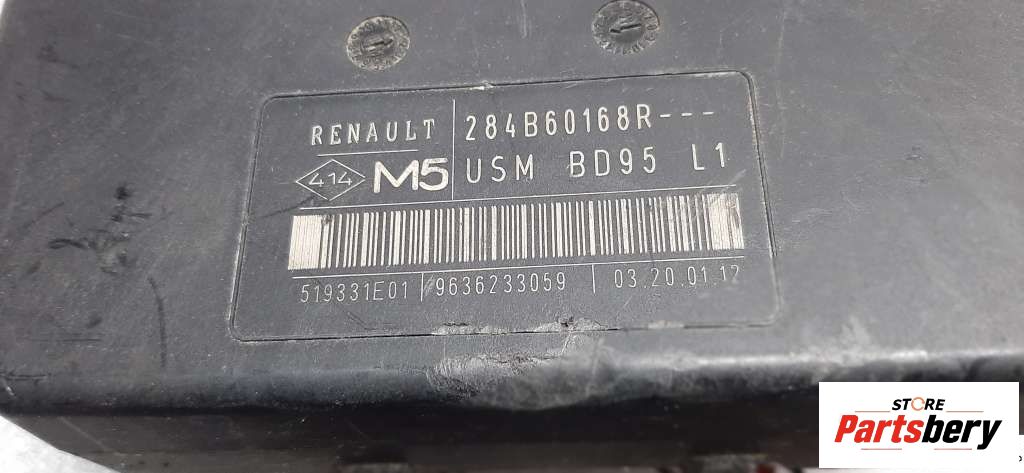 RENAULT 284B60168R---
414 M5 USM BD95 L1
519331E01 9636233059 03.20.01.12
STORE
Partsbery